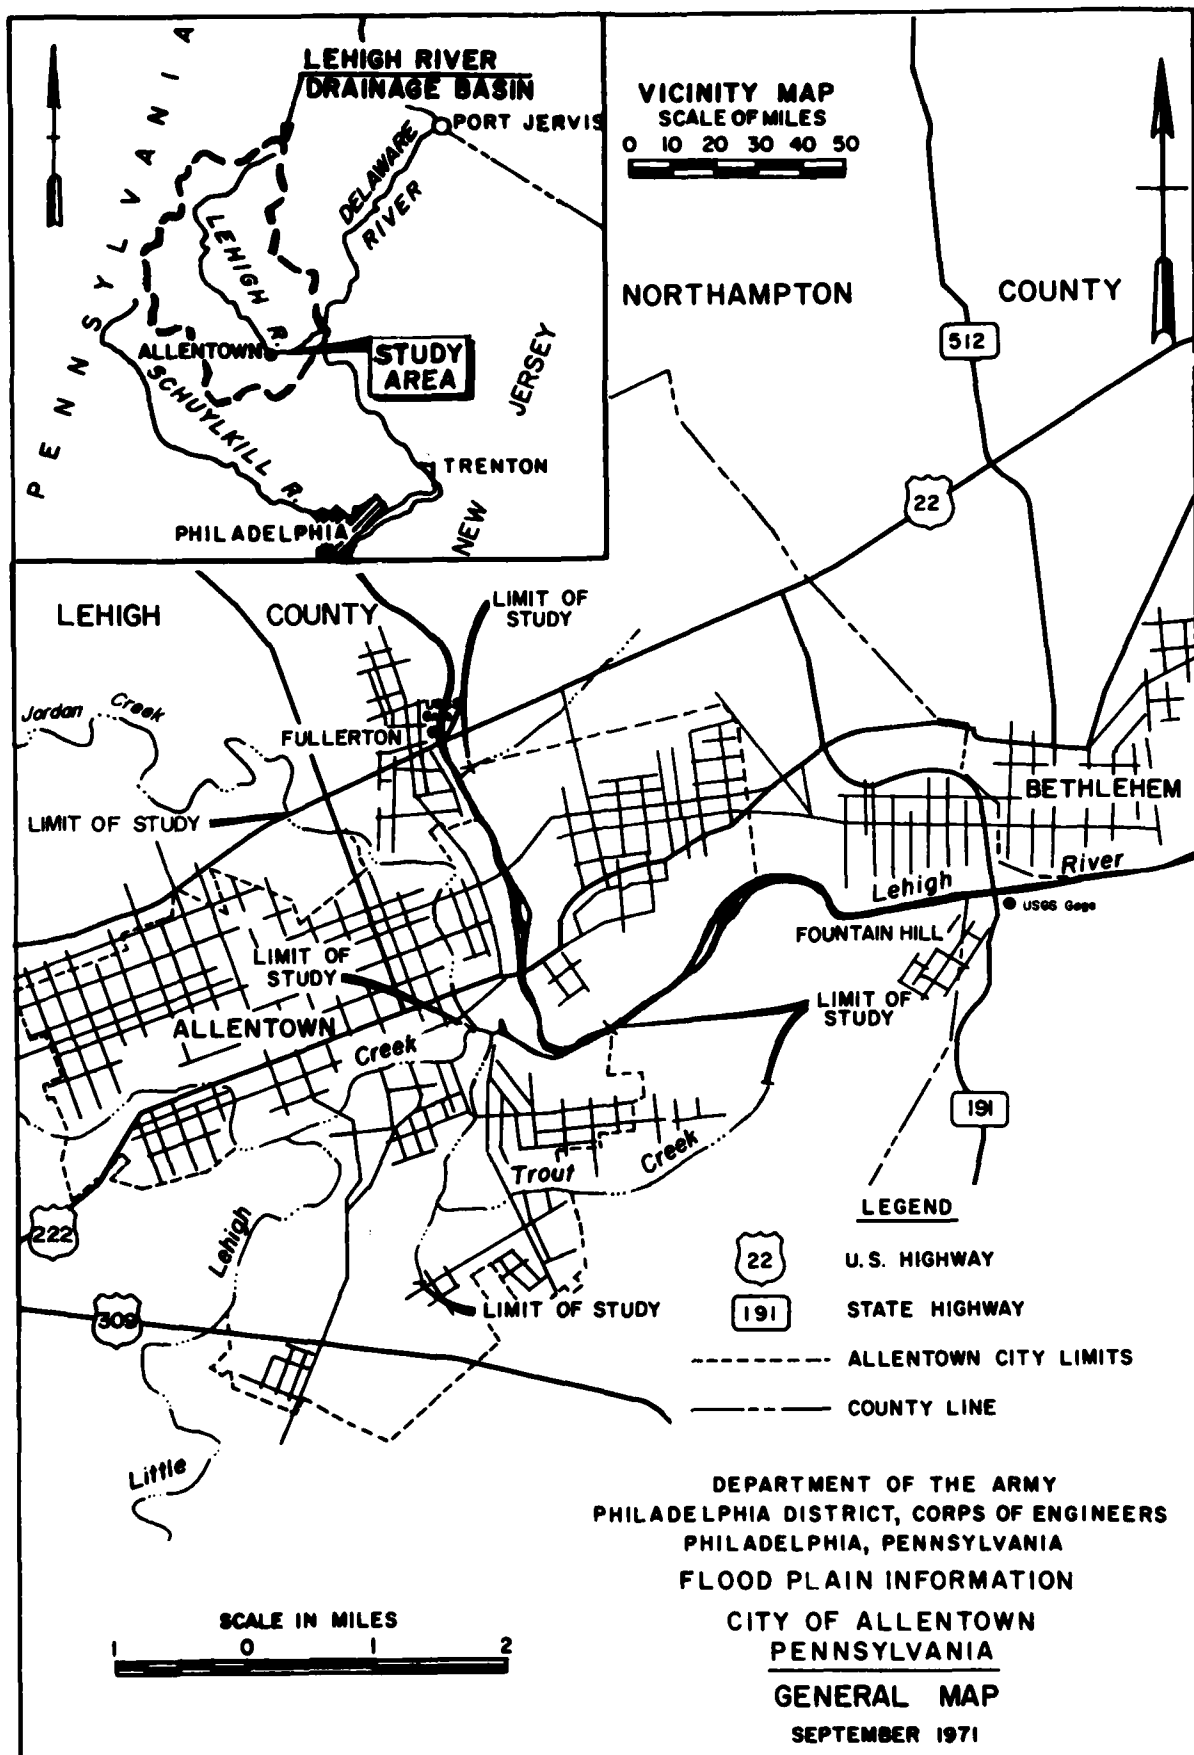 LEHIGH RIVER
DRAINAGE BASIN
PORT JERVIS
DELAWARE
RIVER
PENNSYLVANIA
LEHIGH R.
ALLENTOWN
STUDY
AREA
SCHUYLKILL R.
TRENTON
PHILADELPHIA
NEW JERSEY
VICINITY MAP
SCALE OF MILES
0 10 20 30 40 50
NORTHAMPTON COUNTY
512
22
LEHIGH COUNTY
LIMIT OF
STUDY
Jordan Creek
FULLERTON
LIMIT OF STUDY
BETHLEHEM
Lehigh River
USGS Gage
FOUNTAIN HILL
LIMIT OF
STUDY
ALLENTOWN
LIMIT OF
STUDY
Creek
191
Trout Creek
222
Lehigh
309
LIMIT OF STUDY
Little
LEGEND
22 U.S. HIGHWAY
191 STATE HIGHWAY
ALLENTOWN CITY LIMITS
COUNTY LINE
DEPARTMENT OF THE ARMY
PHILADELPHIA DISTRICT, CORPS OF ENGINEERS
PHILADELPHIA, PENNSYLVANIA
FLOOD PLAIN INFORMATION
CITY OF ALLENTOWN
PENNSYLVANIA
GENERAL MAP
SEPTEMBER 1971
SCALE IN MILES
1 0 1 2